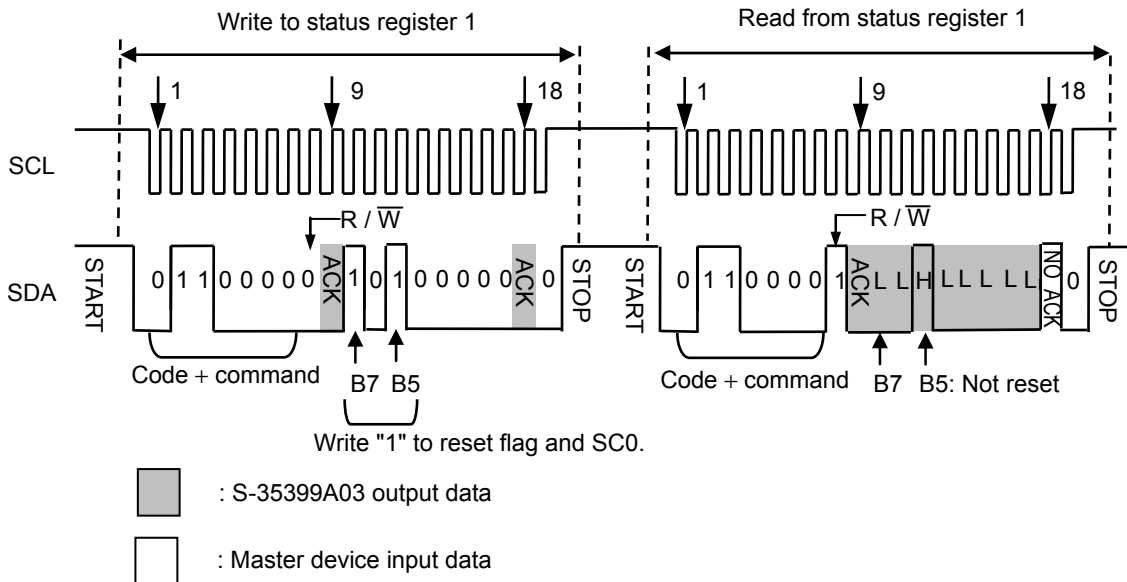 Write to status register 1
Read from status register 1
1 9 18 1 9 18
SCL
R / W R / W
SDA
START 0 1 1 0 0 0 0 0 ACK 1 0 1 0 0 0 0 0 ACK 0 STOP START 0 1 1 0 0 0 0 1 ACK L L H L L L L L NO ACK 0 STOP
Code + command B7 B5 Code + command B7 B5: Not reset
Write "1" to reset flag and SC0.
: S-35399A03 output data
: Master device input data